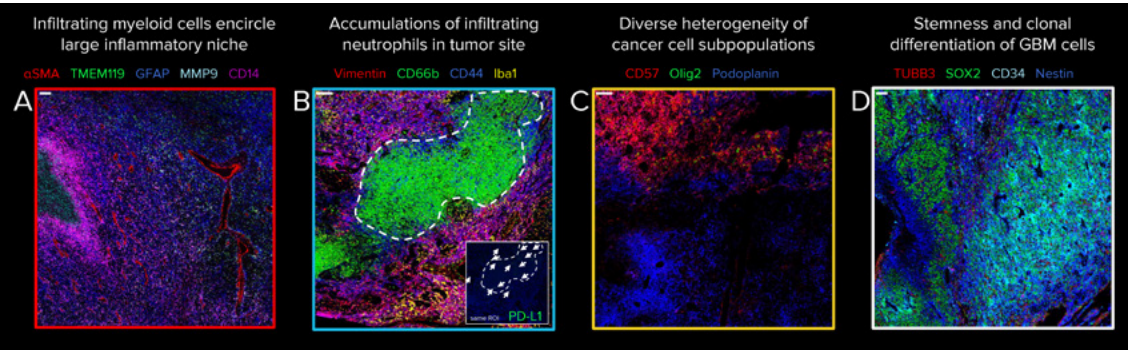 Infiltrating myeloid cells encircle
large inflammatory niche
αSMA TMEM119 GFAP MMP9 CD14
A
Accumulations of infiltrating
neutrophils in tumor site
Vimentin CD66b CD44 Iba1
B
same ROI PD-L1
Diverse heterogeneity of
cancer cell subpopulations
CD57 Olig2 Podoplanin
C
Stemness and clonal
differentiation of GBM cells
TUBB3 SOX2 CD34 Nestin
D